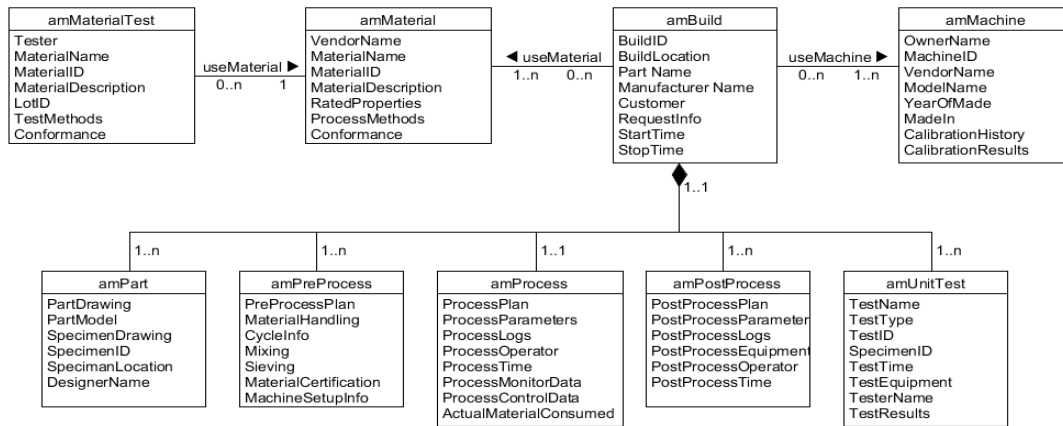 amMaterialTest
Tester
MaterialName
MaterialID
MaterialDescription
LotID
TestMethods
Conformance
useMaterial ►
0..n 1
amMaterial
VendorName
MaterialName
MaterialID
MaterialDescription
RatedProperties
ProcessMethods
Conformance
◄ useMaterial
1..n 0..n
amBuild
BuildID
BuildLocation
Part Name
Manufacturer Name
Customer
RequestInfo
StartTime
StopTime
useMachine ►
0..n 1..n
amMachine
OwnerName
MachineID
VendorName
ModelName
YearOfMade
MadeIn
CalibrationHistory
CalibrationResults
1..1
1..n
amPart
PartDrawing
PartModel
SpecimenDrawing
SpecimenID
SpecimanLocation
DesignerName
1..n
amPreProcess
PreProcessPlan
MaterialHandling
CycleInfo
Mixing
Sieving
MaterialCertification
MachineSetupInfo
1..1
amProcess
ProcessPlan
ProcessParameters
ProcessLogs
ProcessOperator
ProcessTime
ProcessMonitorData
ProcessControlData
ActualMaterialConsumed
1..n
amPostProcess
PostProcessPlan
PostProcessParameter
PostProcessLogs
PostProcessEquipment
PostProcessOperator
PostProcessTime
1..n
amUnitTest
TestName
TestType
TestID
SpecimenID
TestTime
TestEquipment
TesterName
TestResults